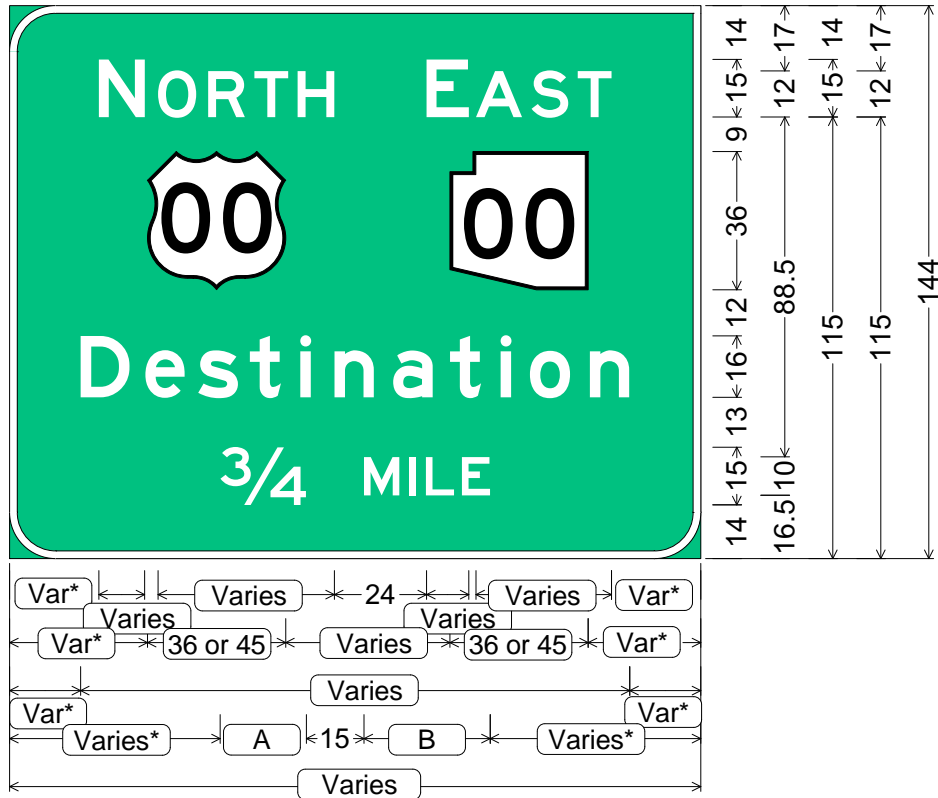 NORTH EAST
00 00
Destination
3/4 MILE
14 15 9 36 12 16 13 15 14
17 12 88.5 10 16.5
14 15 115
17 12 115
144
Var* Varies 24 Varies Var*
Varies Varies
Var* 36 or 45 Varies 36 or 45 Var*
Varies
Var* Var*
Varies* A 15 B Varies*
Varies